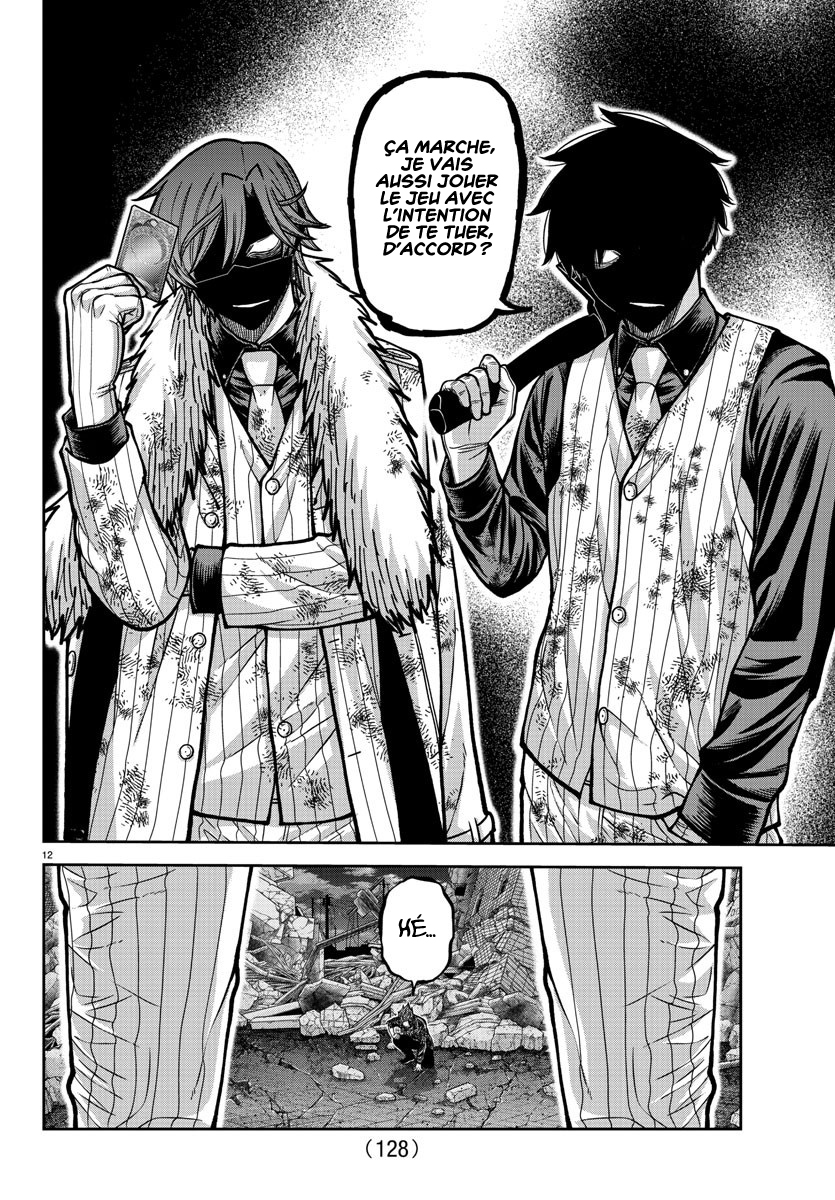 ÇA MARCHE,
JE VAIS
AUSSI JOUER
LE JEU AVEC
L'INTENTION
DE TE TUER,
D'ACCORD ?
12
HÉ...
(128)